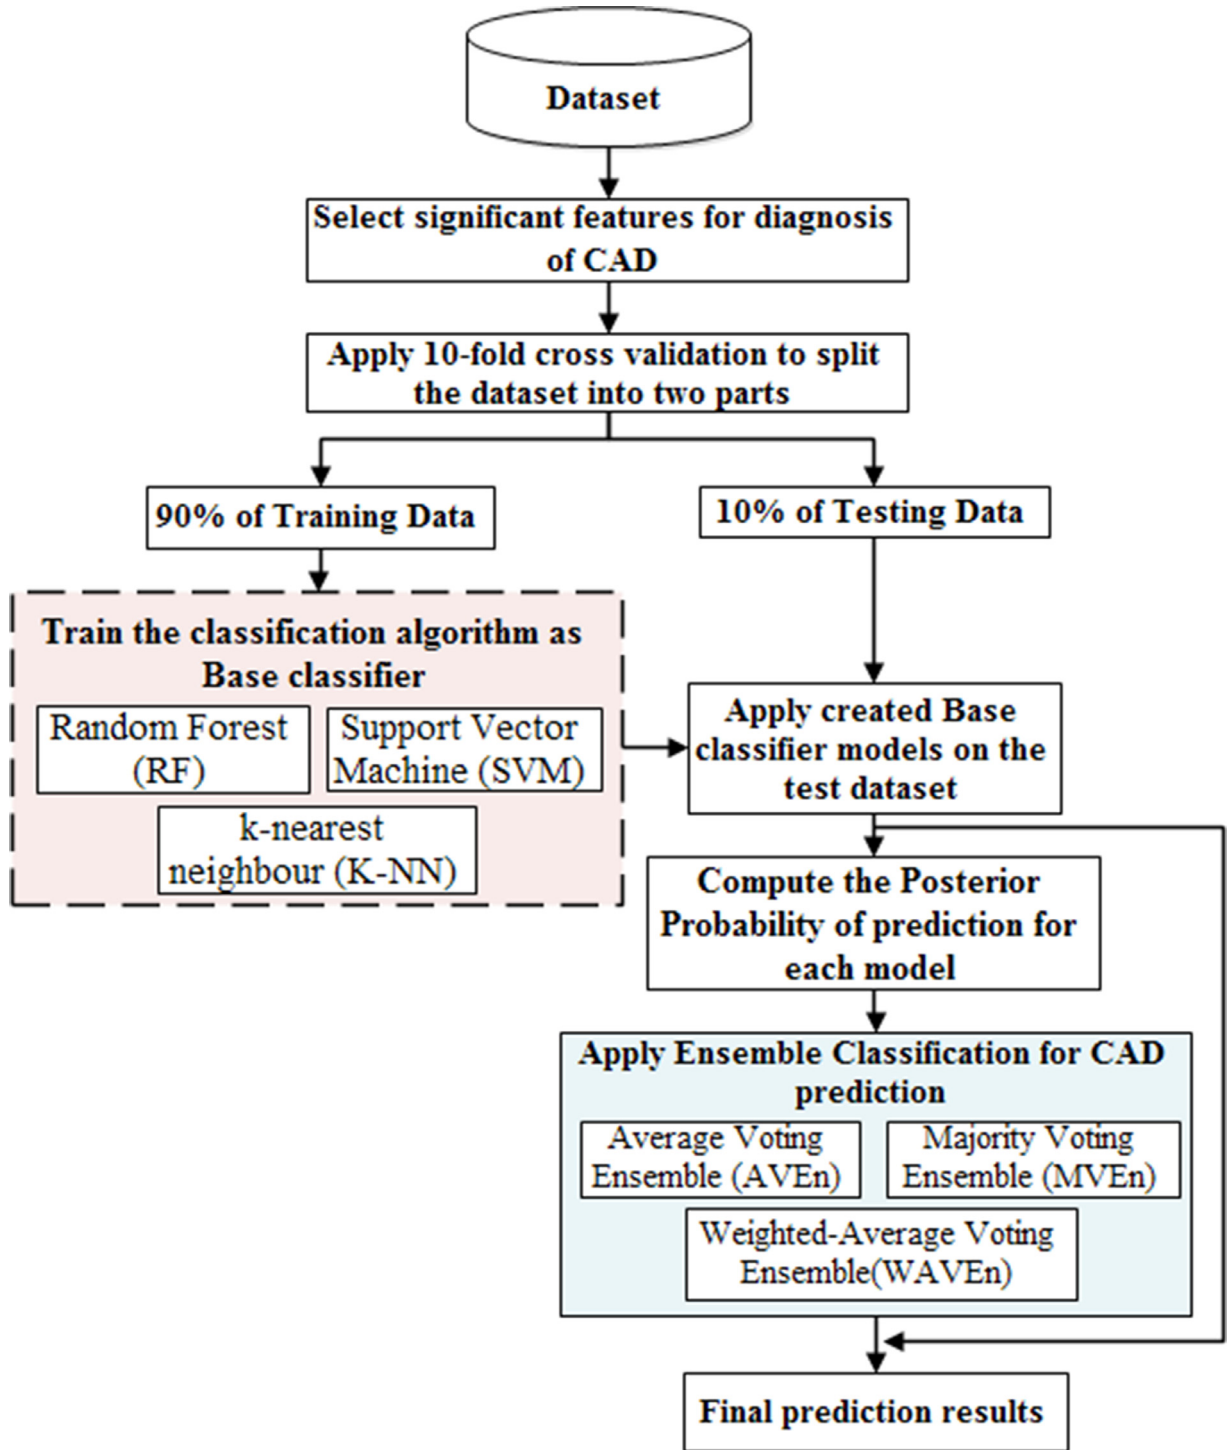 Dataset
Select significant features for diagnosis
of CAD
Apply 10-fold cross validation to split
the dataset into two parts
90% of Training Data
10% of Testing Data
Train the classification algorithm as
Base classifier
Random Forest
(RF)
Support Vector
Machine (SVM)
k-nearest
neighbour (K-NN)
Apply created Base
classifier models on the
test dataset
Compute the Posterior
Probability of prediction for
each model
Apply Ensemble Classification for CAD
prediction
Average Voting
Ensemble (AVEn)
Majority Voting
Ensemble (MVEn)
Weighted-Average Voting
Ensemble(WAVEn)
Final prediction results